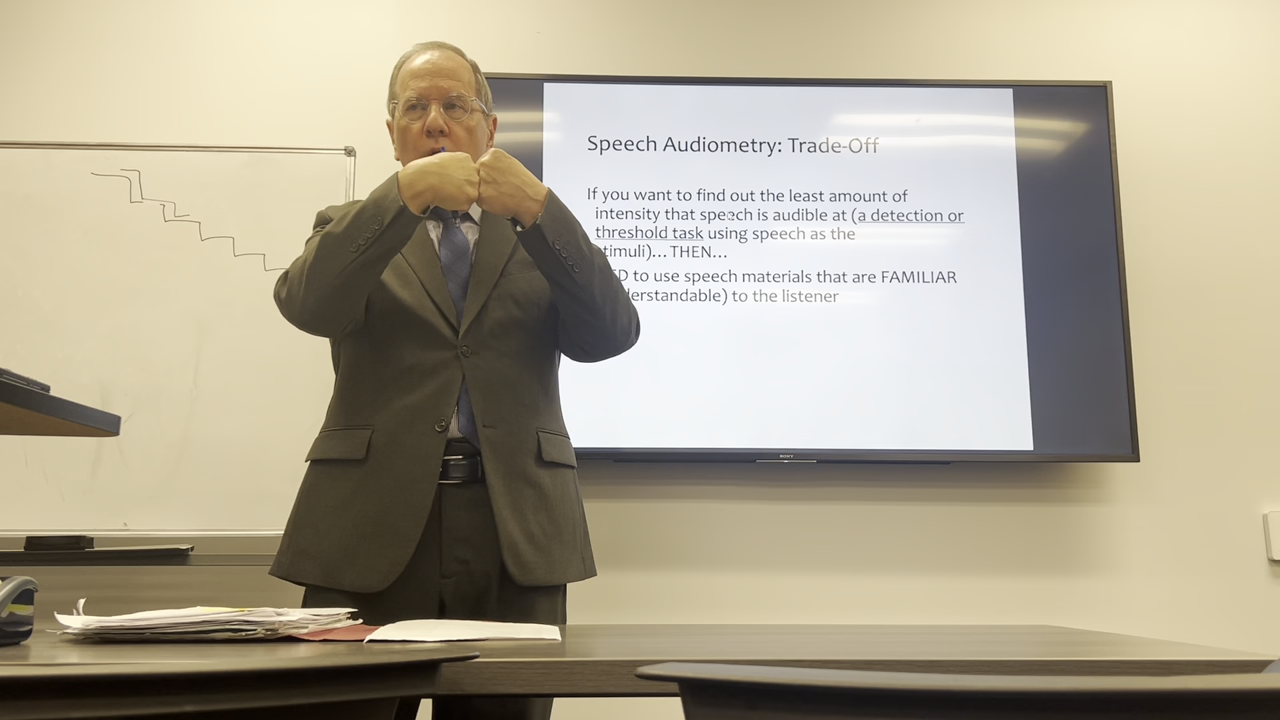 Speech Audiometry: Trade-Off
If you want to find out the least amount of
intensity that speech is audible at (a detection or
threshold task using speech as the
timuli)... THEN...
D to use speech materials that are FAMILIAR
derstandable) to the listener
SONY